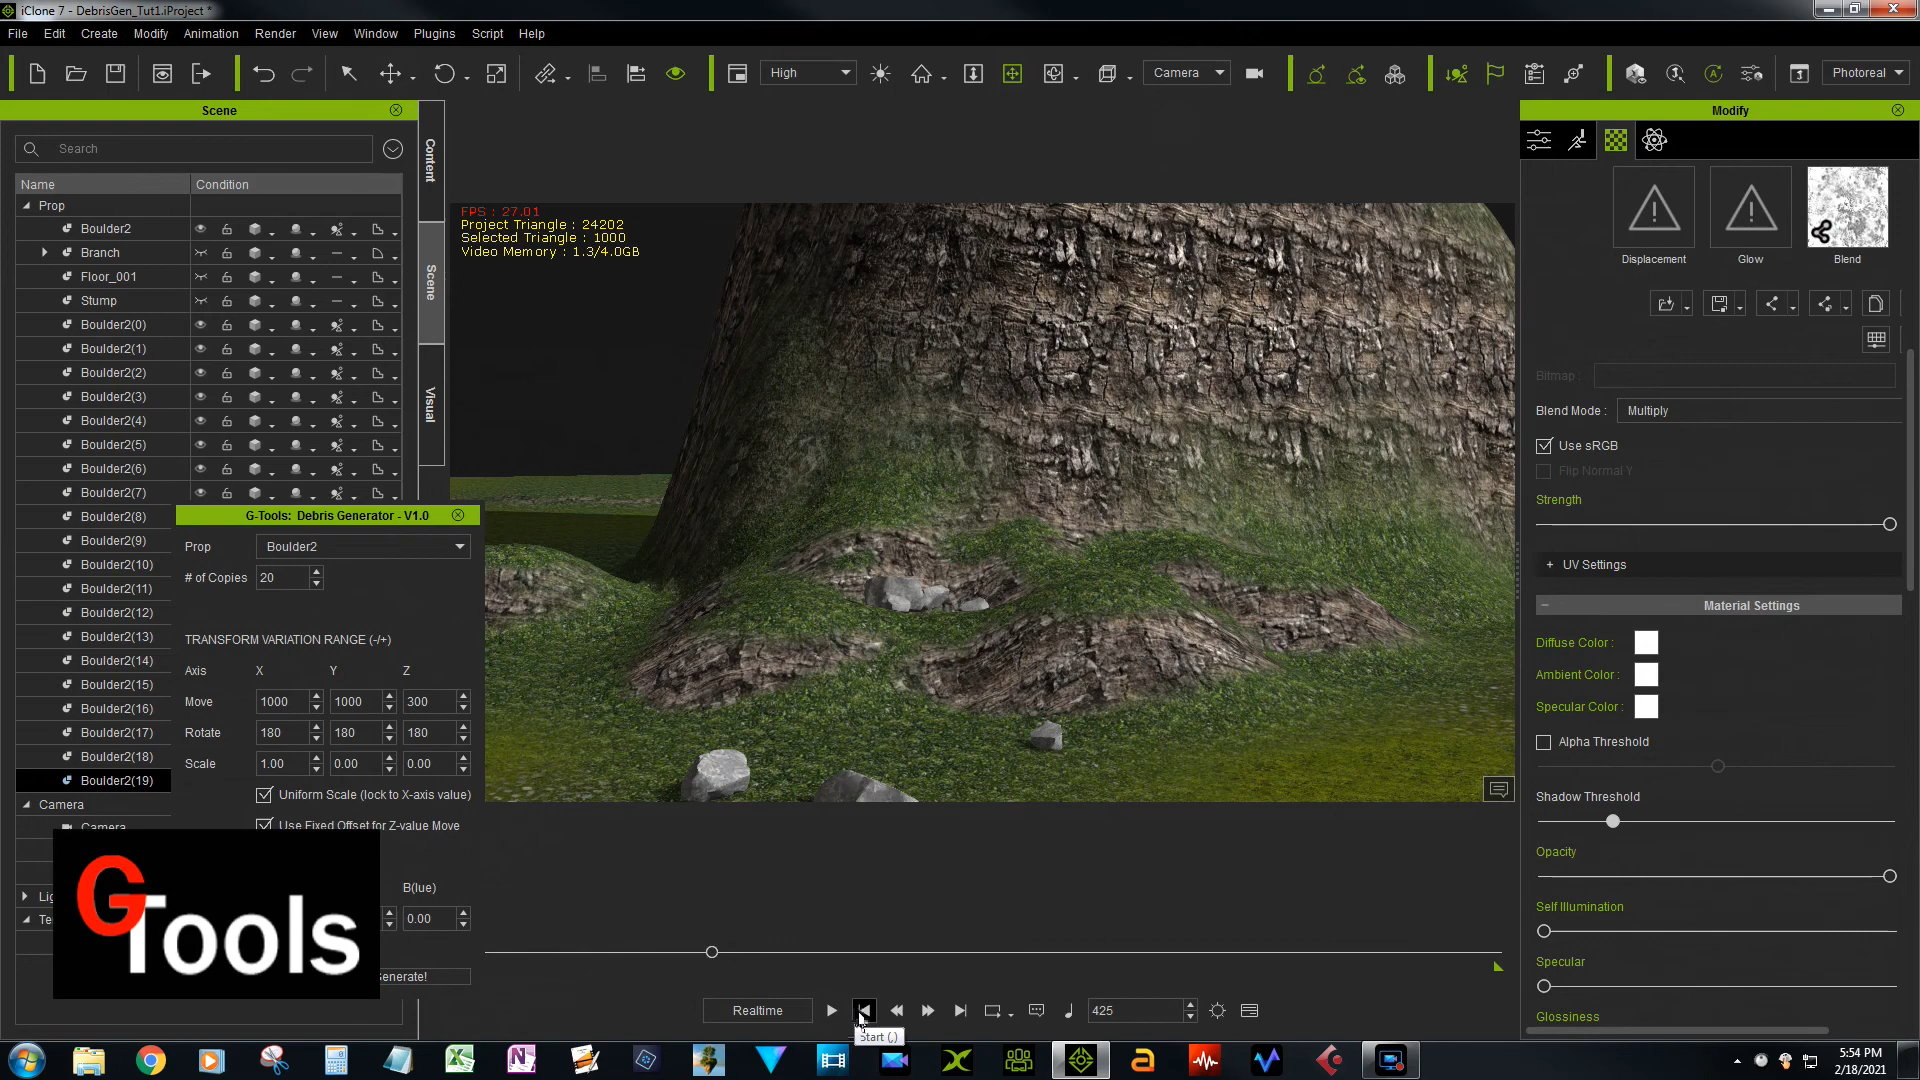 iClone 7 - DebrisGen_Tut1.iProject *
File Edit Create Modify Animation Render View Window Plugins Script Help
High
Camera
Photoreal
Scene
Search
Name Condition
Prop
Boulder2
Branch
Floor_001
Stump
Boulder2(0)
Boulder2(1)
Boulder2(2)
Boulder2(3)
Boulder2(4)
Boulder2(5)
Boulder2(6)
Boulder2(7)
Boulder2(8)
Boulder2(9)
Boulder2(10)
Boulder2(11)
Boulder2(12)
Boulder2(13)
Boulder2(14)
Boulder2(15)
Boulder2(16)
Boulder2(17)
Boulder2(18)
Boulder2(19)
Camera
Camera
Content
Scene
Visual
G-Tools: Debris Generator - V1.0
Prop Boulder2
# of Copies 20
TRANSFORM VARIATION RANGE (-/+)
Axis X Y Z
Move 1000 1000 300
Rotate 180 180 180
Scale 1.00 0.00 0.00
Uniform Scale (lock to X-axis value)
Use Fixed Offset for Z-value Move
B(lue)
0.00
Generate!
GTools
FPS : 27.01
Project Triangle : 24202
Selected Triangle : 1000
Video Memory : 1.3/4.0GB
Realtime
425
Start (,)
Modify
Displacement Glow Blend
Bitmap :
Blend Mode : Multiply
Use sRGB
Flip Normal Y
Strength
+ UV Settings
Material Settings
Diffuse Color :
Ambient Color :
Specular Color :
Alpha Threshold
Shadow Threshold
Opacity
Self Illumination
Specular
Glossiness
5:54 PM
2/18/2021